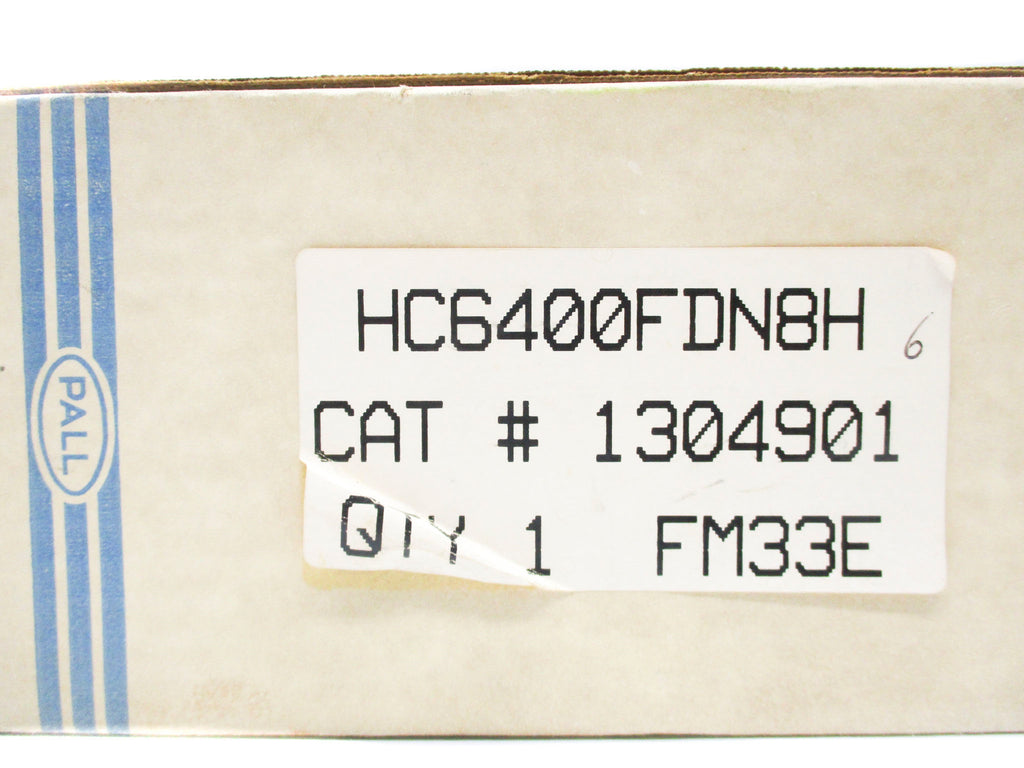 PALL
HC6400FDN8H 6
CAT # 1304901
QTY 1 FM33E